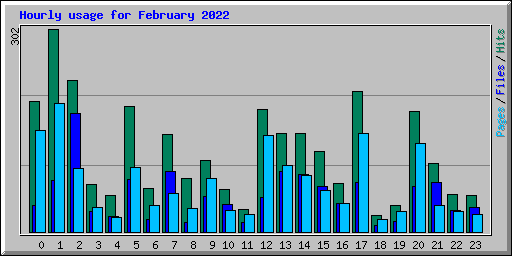 Hourly usage for February 2022
302
Pages / Files / Hits
0 1 2 3 4 5 6 7 8 9 10 11 12 13 14 15 16 17 18 19 20 21 22 23